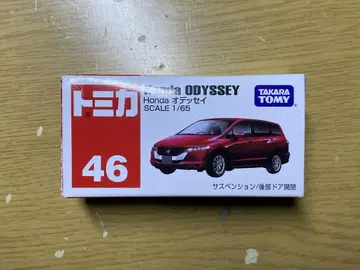 トミカ
46
Honda ODYSSEY
Honda オデッセイ
SCALE 1/65
TAKARA
TOMY
サスペンション/後部ドア開閉